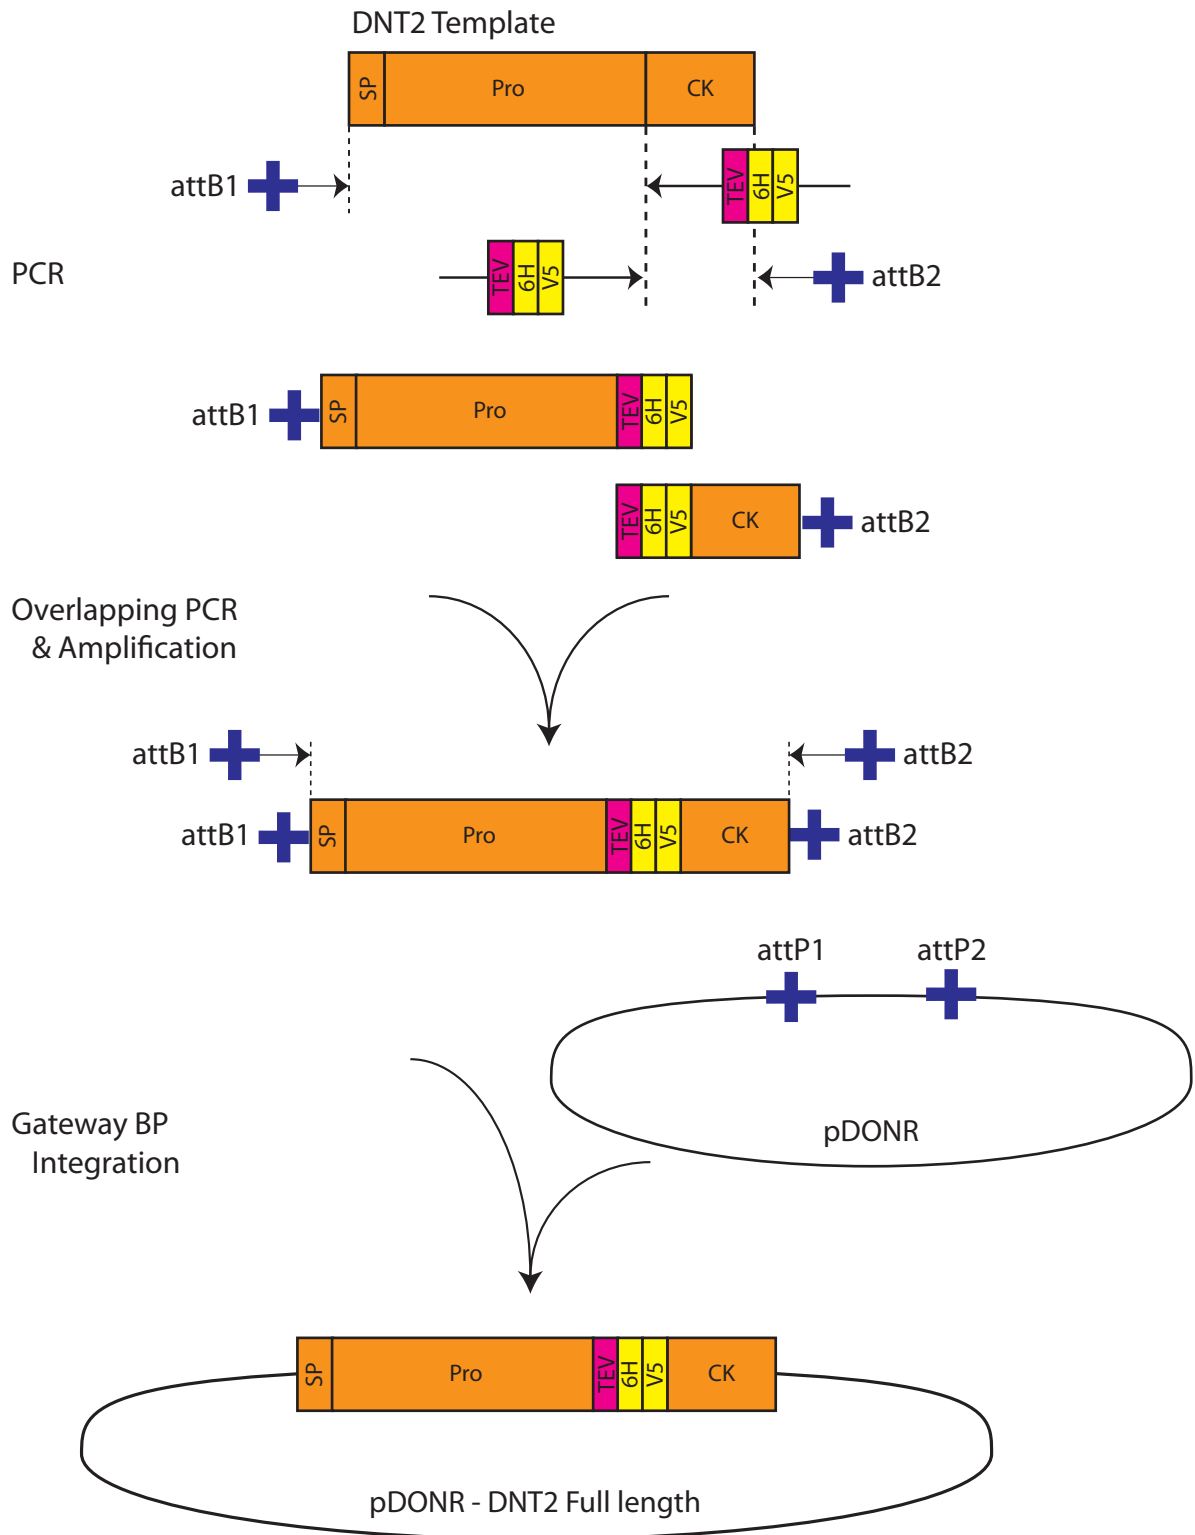 DNT2 Template
SP
Pro
CK
attB1
TEV
6H
V5
PCR
TEV
6H
V5
attB2
attB1
SP
Pro
TEV
6H
V5
TEV
6H
V5
CK
attB2
Overlapping PCR
& Amplification
attB1
attB2
attB1
SP
Pro
TEV
6H
V5
CK
attB2
attP1
attP2
Gateway BP
Integration
pDONR
SP
Pro
TEV
6H
V5
CK
pDONR - DNT2 Full length